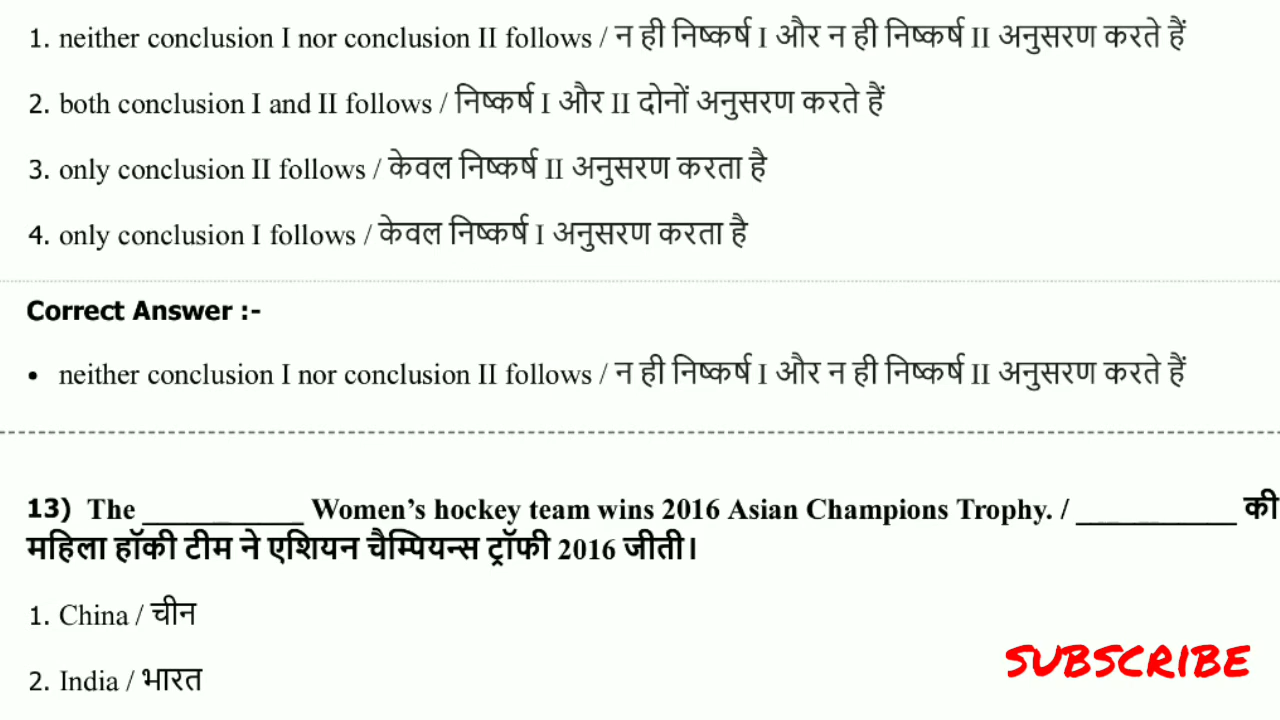 1. neither conclusion I nor conclusion II follows / न ही निष्कर्ष I और न ही निष्कर्ष II अनुसरण करते हैं
2. both conclusion I and II follows / निष्कर्ष I और II दोनों अनुसरण करते हैं
3. only conclusion II follows / केवल निष्कर्ष II अनुसरण करता है
4. only conclusion I follows / केवल निष्कर्ष I अनुसरण करता है
Correct Answer :-
• neither conclusion I nor conclusion II follows / न ही निष्कर्ष I और न ही निष्कर्ष II अनुसरण करते हैं
13) The ___________ Women’s hockey team wins 2016 Asian Champions Trophy. / ___________ की
महिला हॉकी टीम ने एशियन चैम्पियन्स ट्रॉफी 2016 जीती।
1. China / चीन
2. India / भारत
SUBSCRIBE